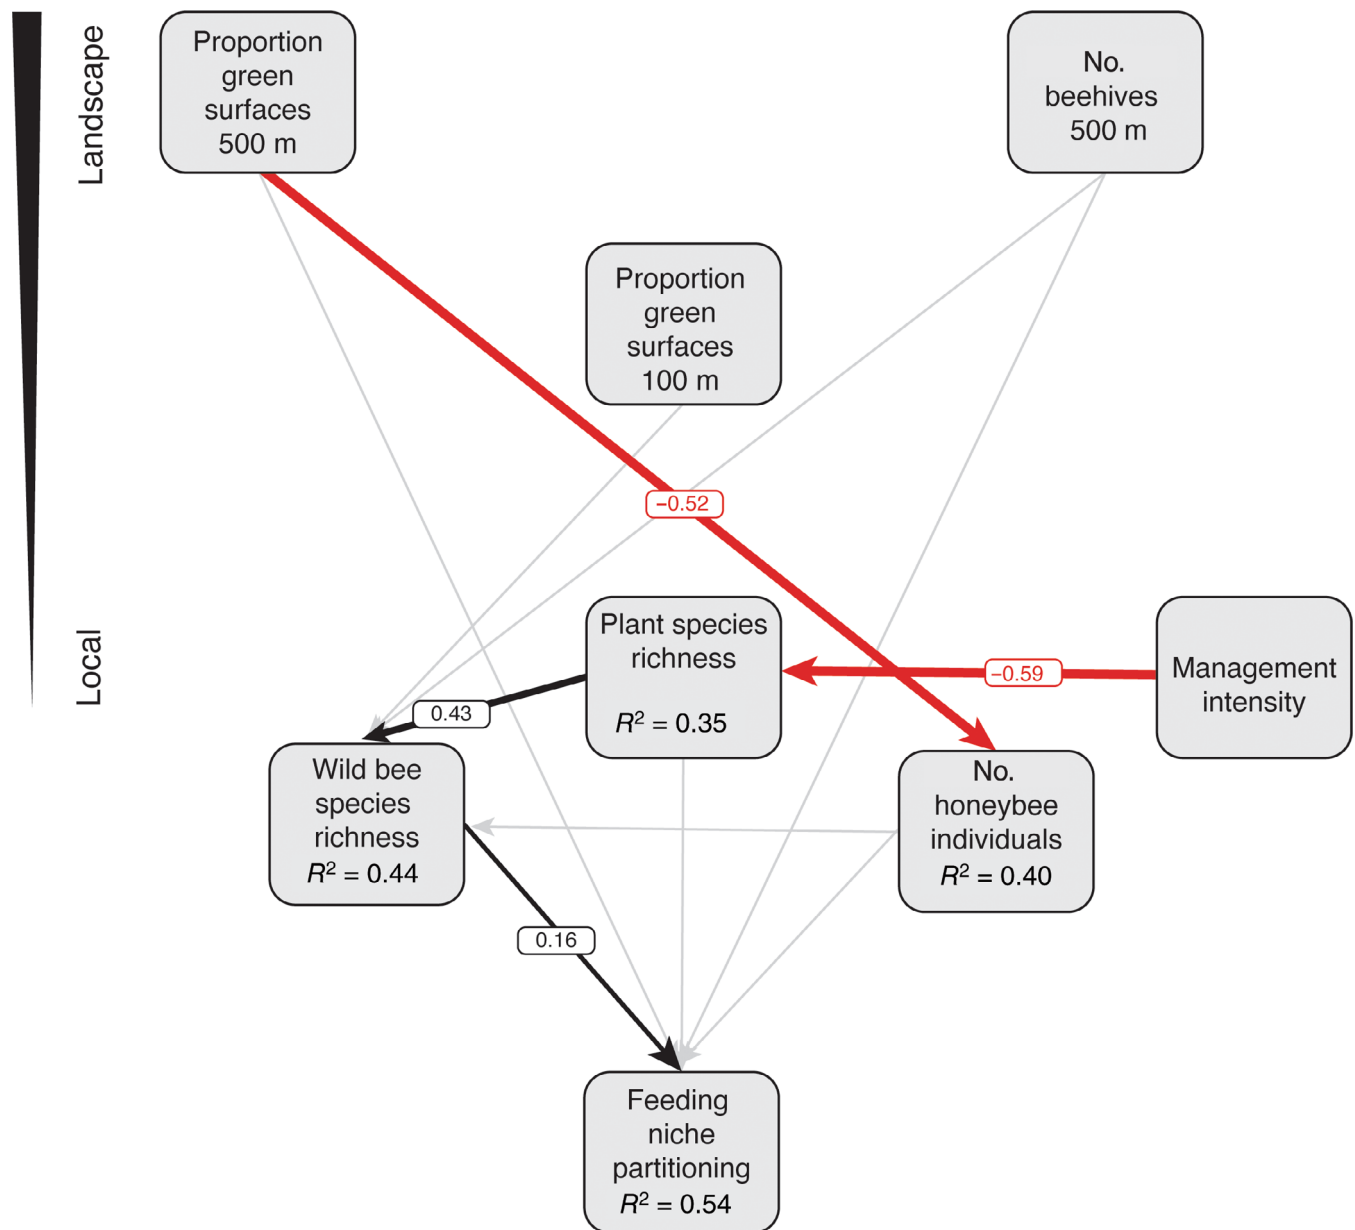 Landscape
Local
Proportion
green
surfaces
500 m
No.
beehives
500 m
Proportion
green
surfaces
100 m
−0.52
Plant species
richness
R² = 0.35
−0.59
Management
intensity
0.43
Wild bee
species
richness
R² = 0.44
No.
honeybee
individuals
R² = 0.40
0.16
Feeding
niche
partitioning
R² = 0.54